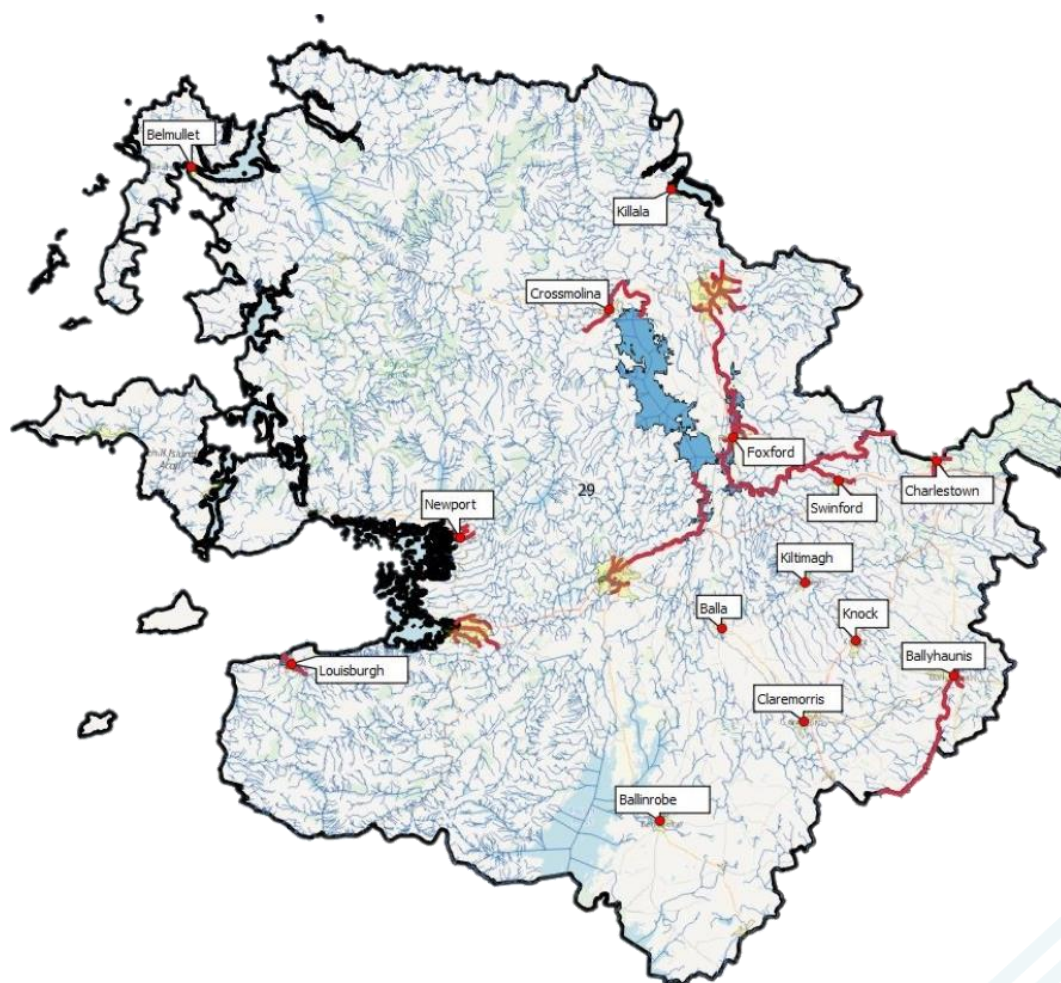 Belmullet
Killala
Crossmolina
Foxford
Charlestown
Swinford
29
Newport
Kiltimagh
Balla
Knock
Ballyhaunis
Louisburgh
Claremorris
Ballinrobe